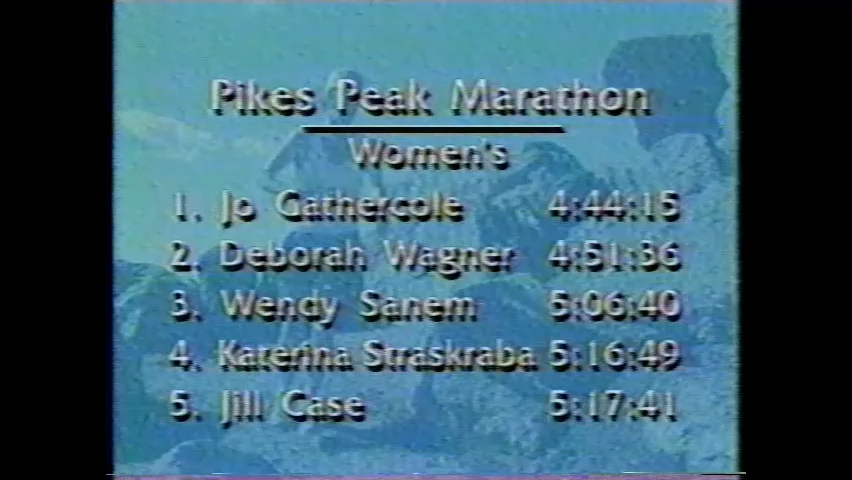 Pikes Peak Marathon
Women's
1. Jo Gathercole 4:44:15
2. Deborah Wagner 4:51:36
3. Wendy Sanem 5:06:40
4. Katerina Straskraba 5:16:49
5. Jill Case 5:17:41